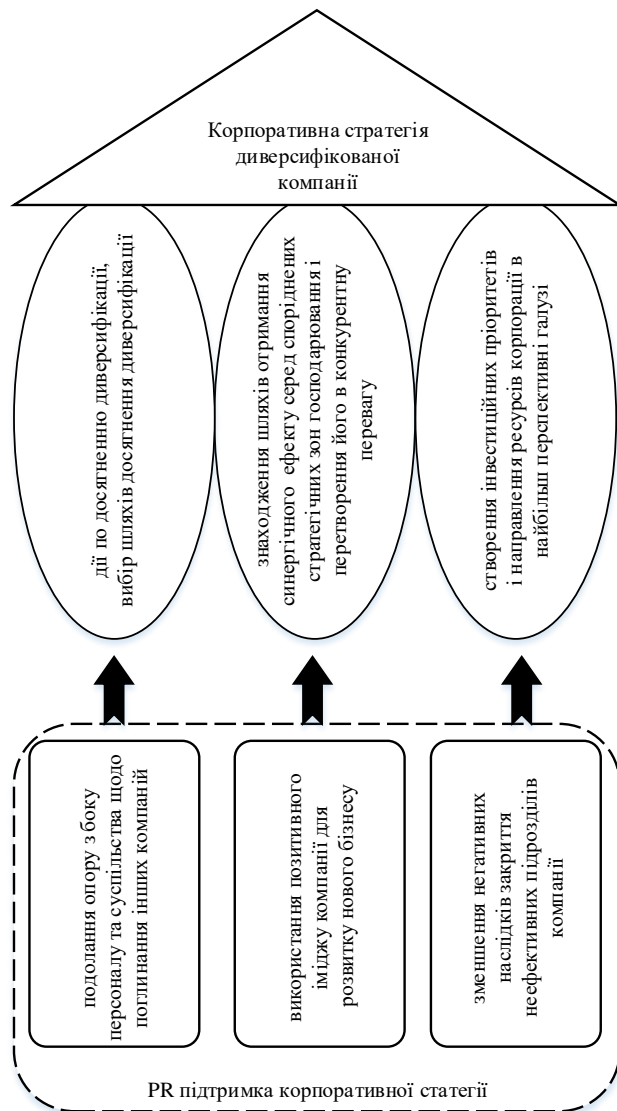 Корпоративна стратегія
диверсифікованої
компанії
дії по досягненню диверсифікації,
вибір шляхів досягнення диверсифікації
знаходження шляхів отримання
синергічного ефекту серед споріднених
стратегічних зон господарювання і
перетворення його в конкурентну
перевагу
створення інвестиційних пріоритетів
і направлення ресурсів корпорації в
найбільш перспективні галузі
подолання опору з боку
персоналу та суспільства щодо
поглинання інших компаній
використання позитивного
іміджу компанії для
розвитку нового бізнесу
зменшення негативних
наслідків закриття
неефективних підрозділів
компанії
PR підтримка корпоративної статегії